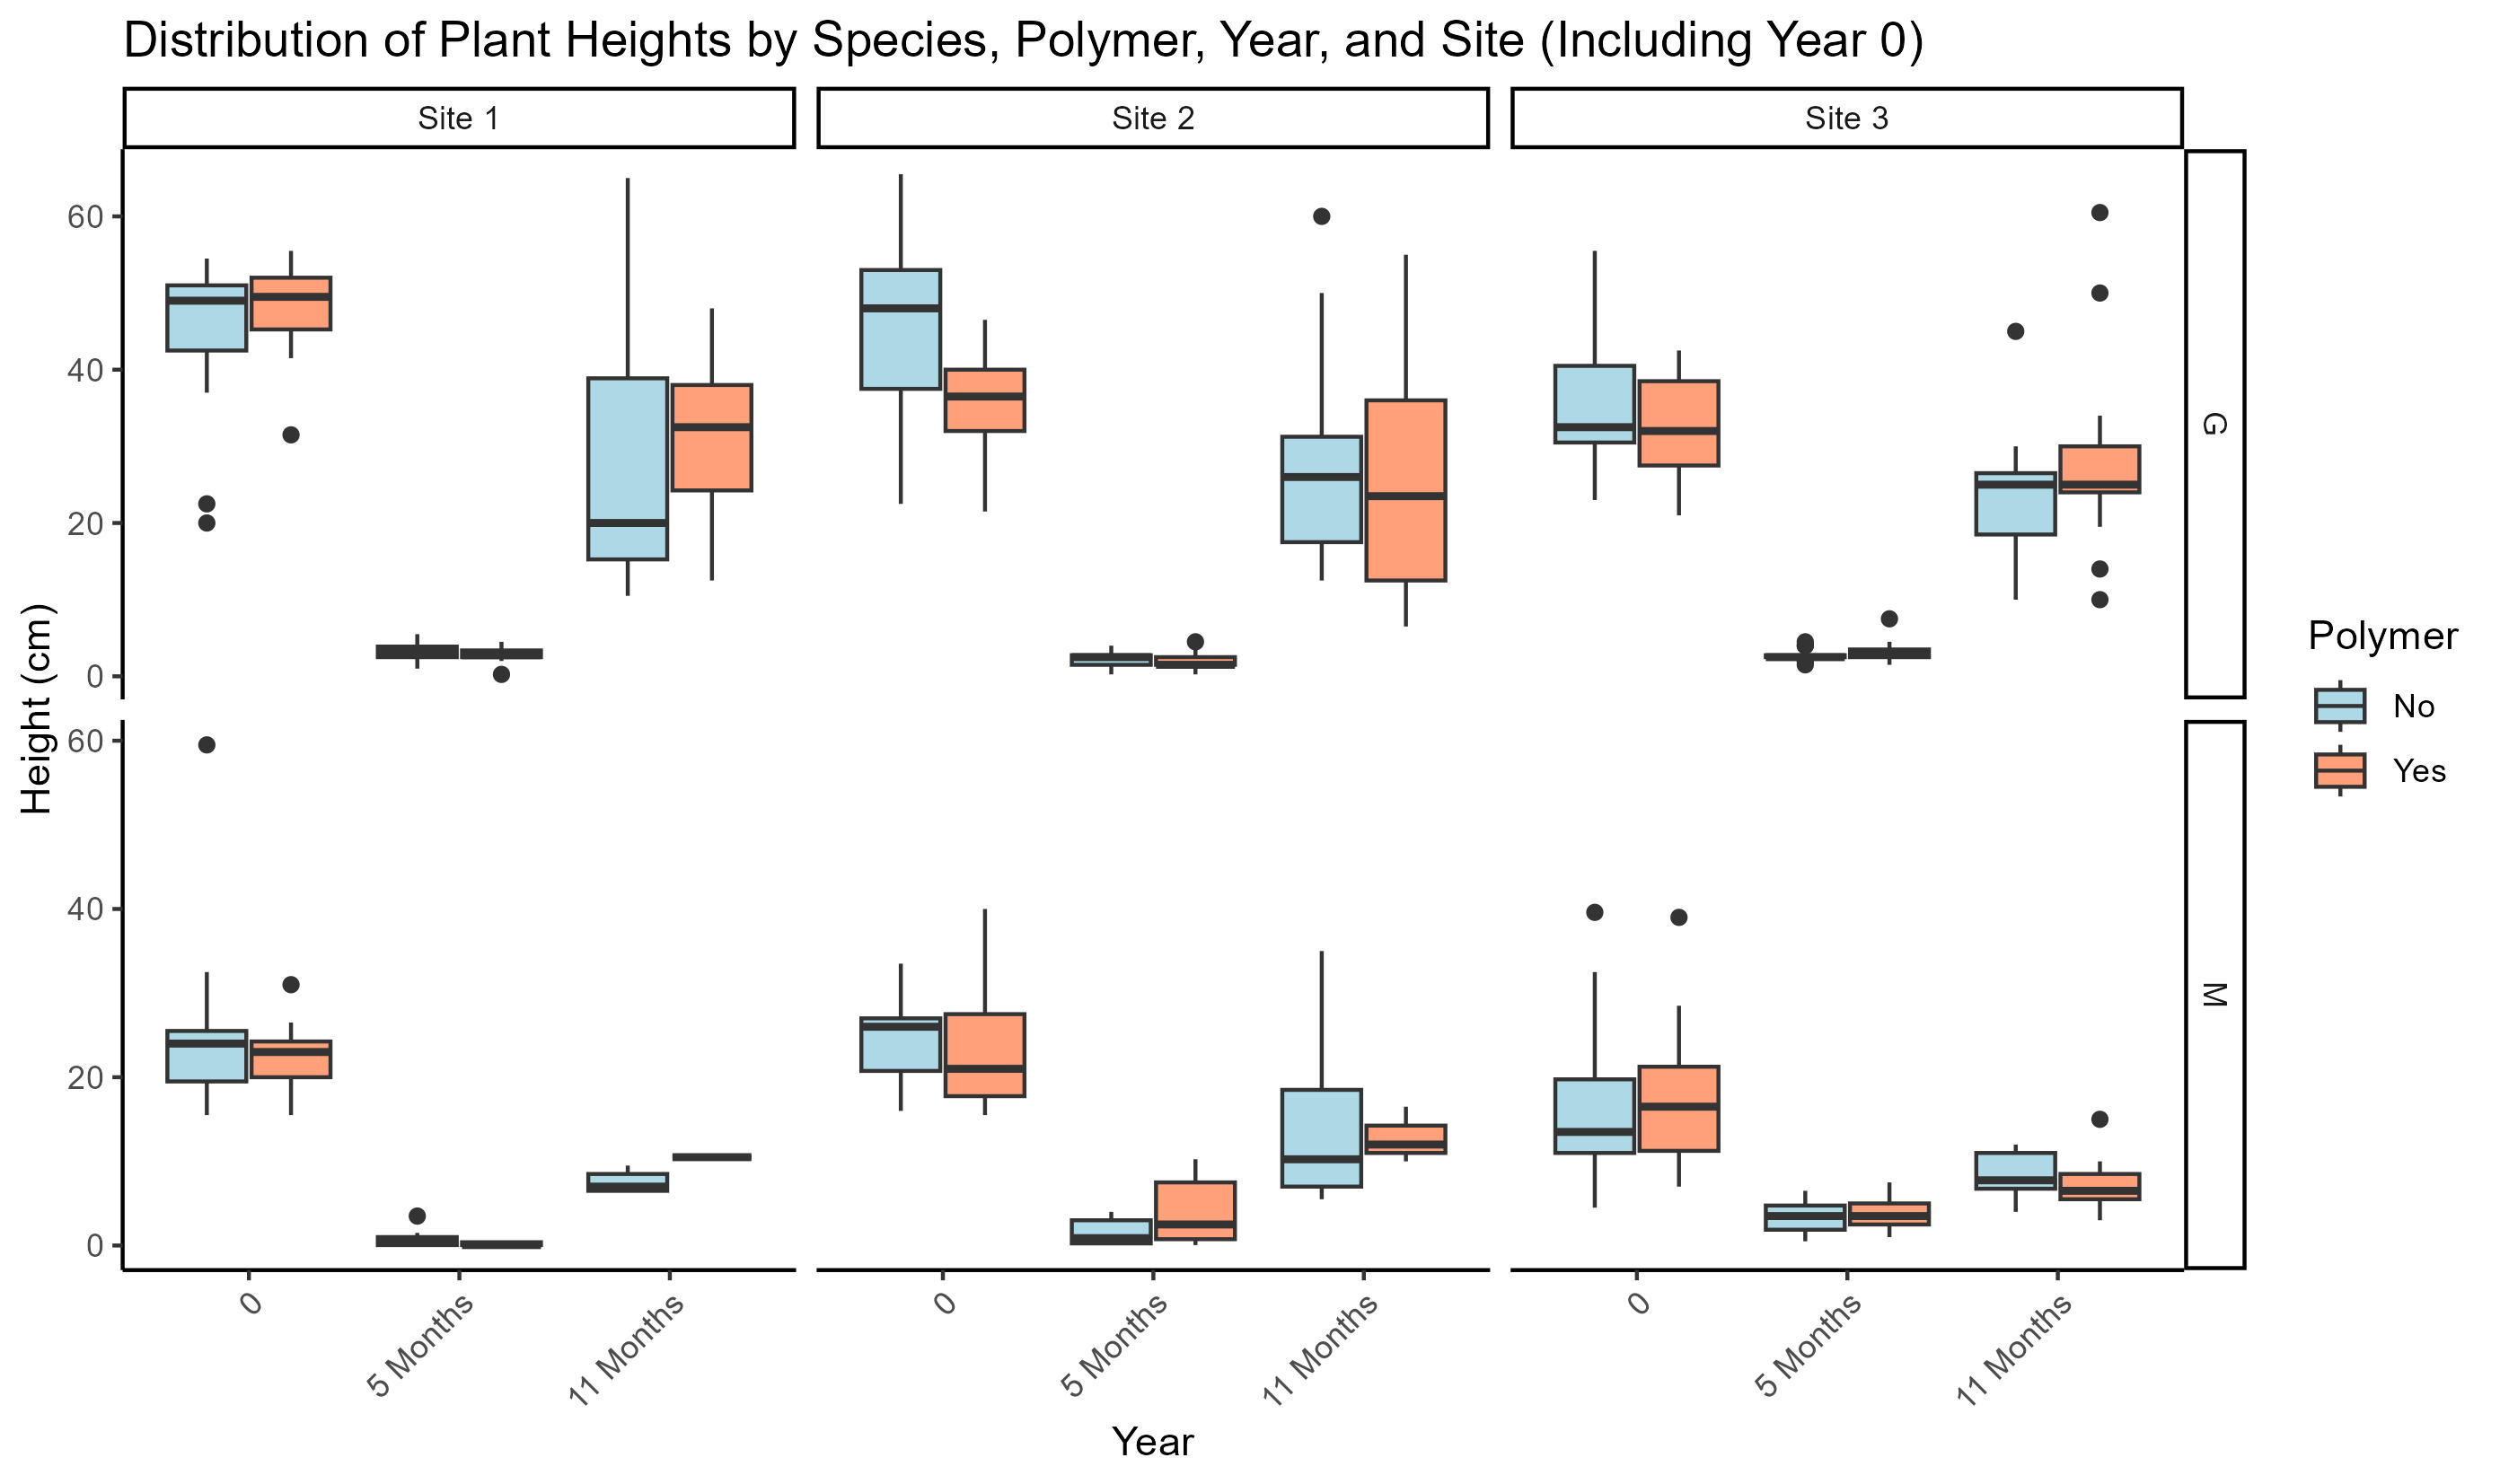 Distribution of Plant Heights by Species, Polymer, Year, and Site (Including Year 0)
Site 1
Site 2
Site 3
60
40
20
0
G
Height (cm)
60
40
20
0
M
0
5 Months
11 Months
0
5 Months
11 Months
0
5 Months
11 Months
Year
Polymer
No
Yes